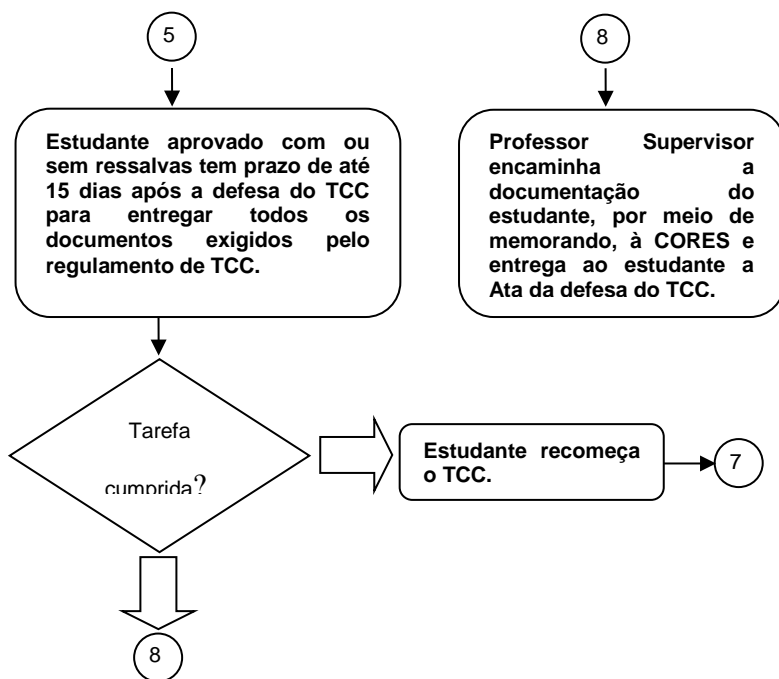 5
Estudante aprovado com ou
sem ressalvas tem prazo de até
15 dias após a defesa do TCC
para entregar todos os
documentos exigidos pelo
regulamento de TCC.
Tarefa
cumprida?
Estudante recomeça
o TCC.
7
8
8
Professor Supervisor
encaminha a
documentação do
estudante, por meio de
memorando, à CORES e
entrega ao estudante a
Ata da defesa do TCC.